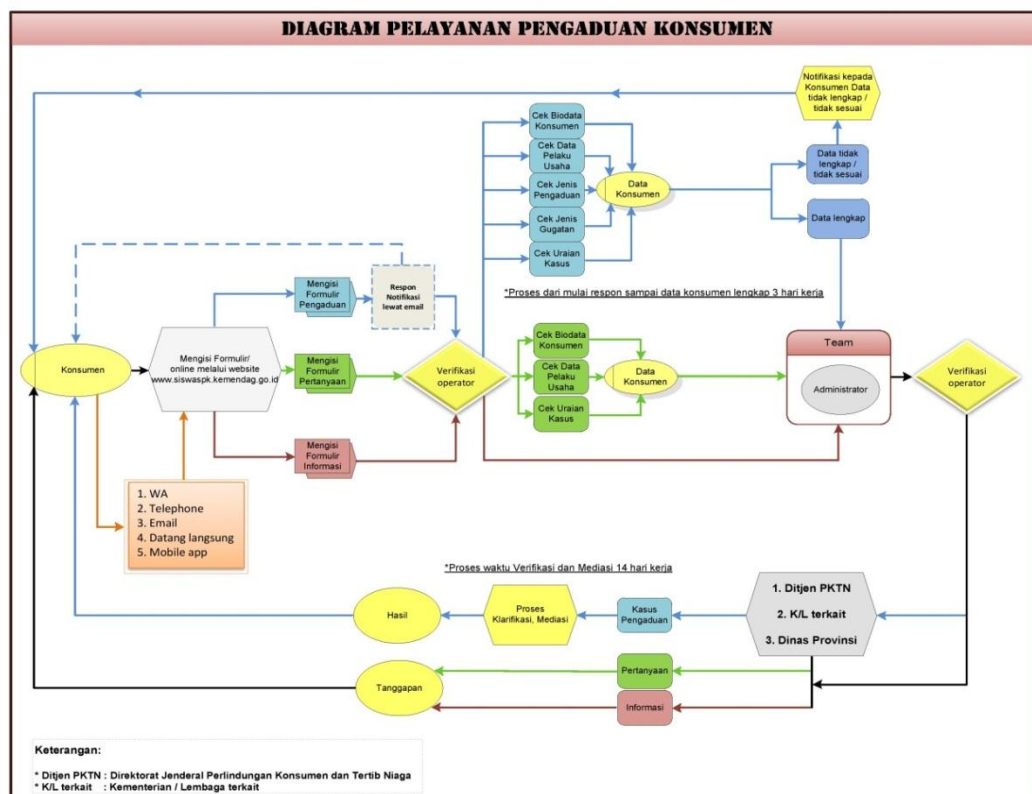 DIAGRAM PELAYANAN PENGADUAN KONSUMEN
Notifikasi kepada
Konsumen Data
tidak lengkap /
tidak sesuai
Cek Biodata
Konsumen
Cek Data
Pelaku
Usaha
Cek Jenis
Pengaduan
Cek Jenis
Gugatan
Cek Uraian
Kasus
Data
Konsumen
Data tidak
lengkap /
tidak sesuai
Data lengkap
*Proses dari mulai respon sampai data konsumen lengkap 3 hari kerja
Konsumen
Mengisi Formulir/
online melalui website
www.siswaspk.kemendag.go.id
Mengisi
Formulir
Pengaduan
Respon
Notifikasi
lewat email
Mengisi
Formulir
Pertanyaan
Mengisi
Formulir
Informasi
Verifikasi
operator
Cek Biodata
Konsumen
Cek Data
Pelaku
Usaha
Cek Uraian
Kasus
Data
Konsumen
Team
Administrator
Verifikasi
operator
1. WA
2. Telephone
3. Email
4. Datang langsung
5. Mobile app
*Proses waktu Verifikasi dan Mediasi 14 hari kerja
Hasil
Proses
Klarifikasi, Mediasi
Kasus
Pengaduan
1. Ditjen PKTN
2. K/L terkait
3. Dinas Provinsi
Tanggapan
Pertanyaan
Informasi
Keterangan:
* Ditjen PKTN : Direktorat Jenderal Perlindungan Konsumen dan Tertib Niaga
* K/L terkait : Kementerian / Lembaga terkait